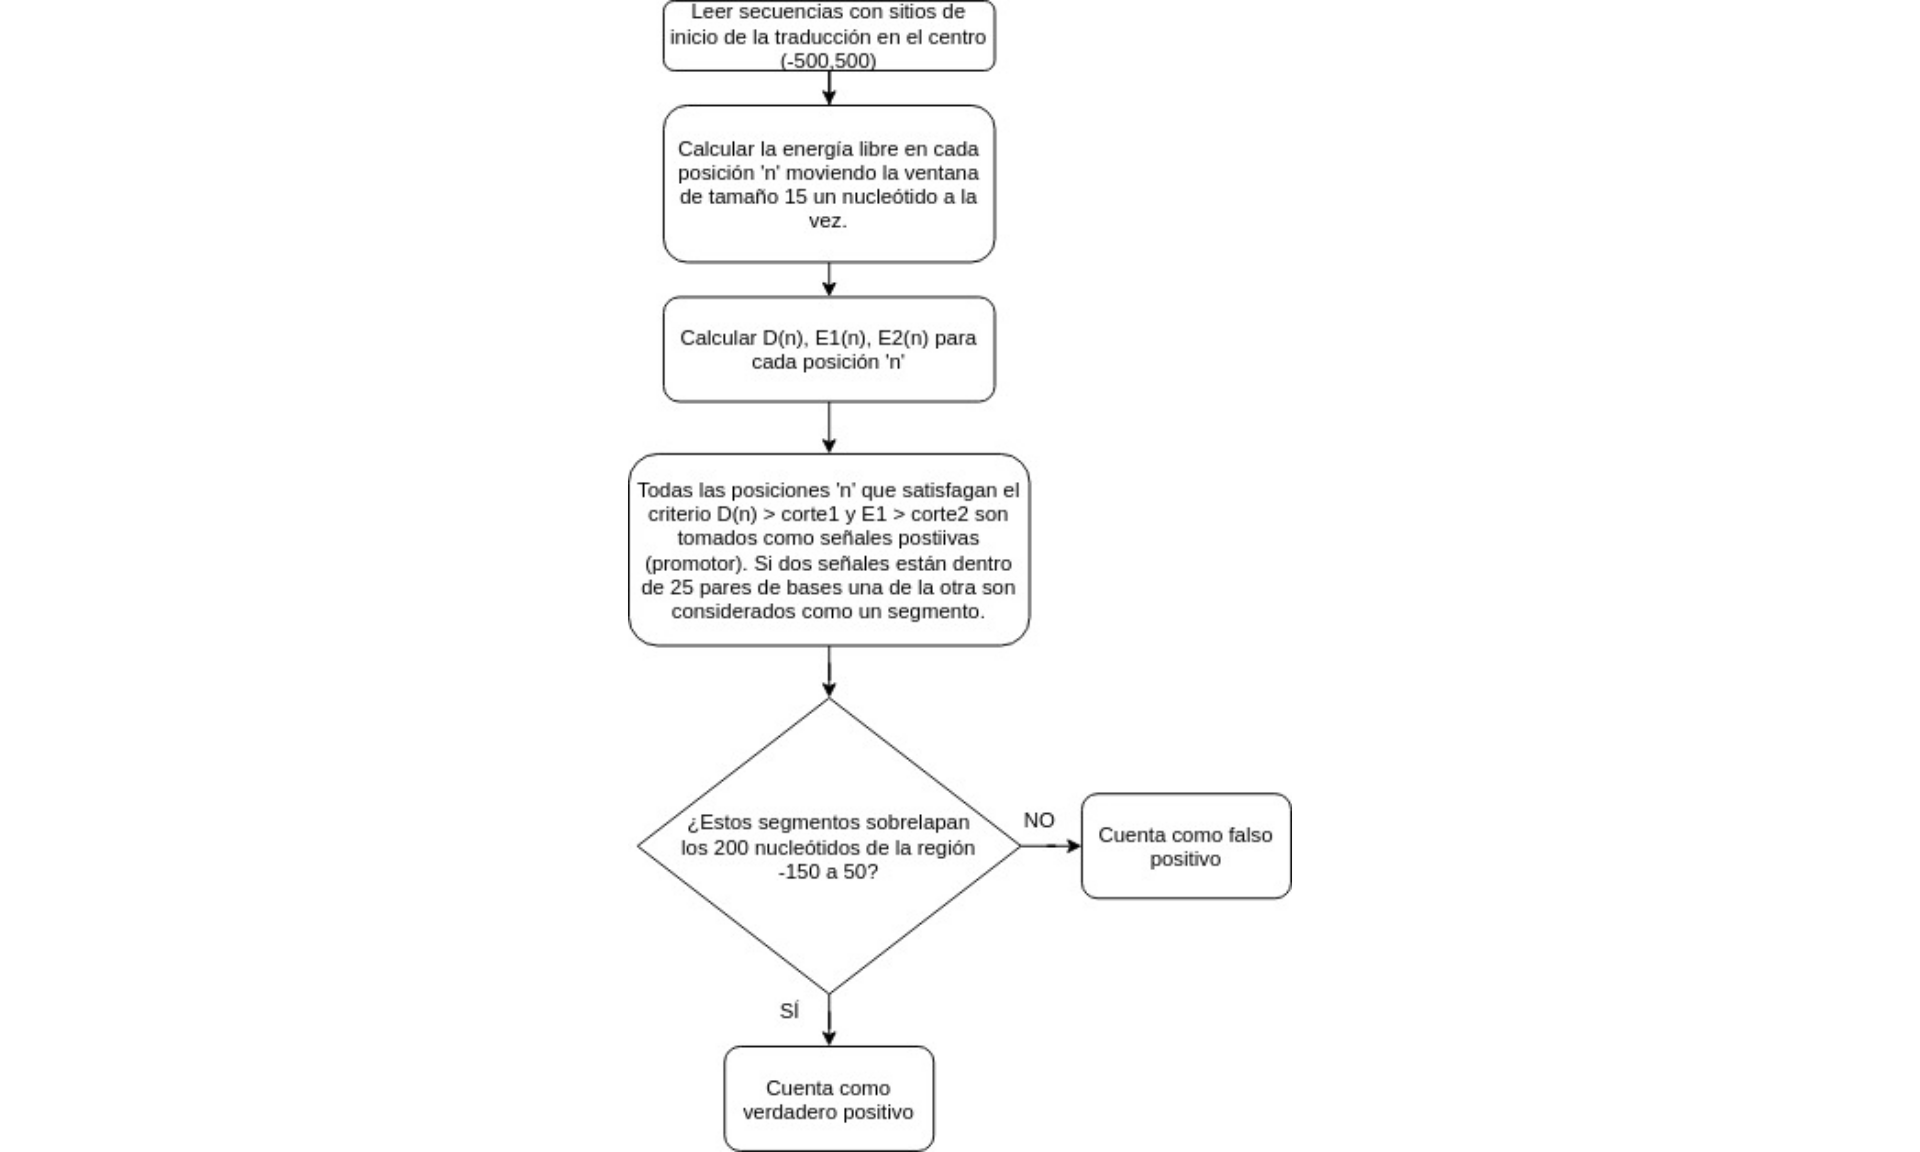 Leer secuencias con sitios de
inicio de la traducción en el centro
(-500,500)
Calcular la energía libre en cada
posición 'n' moviendo la ventana
de tamaño 15 un nucleótido a la
vez.
Calcular D(n), E1(n), E2(n) para
cada posición 'n'
Todas las posiciones 'n' que satisfagan el
criterio D(n) > corte1 y E1 > corte2 son
tomados como señales postiivas
(promotor). Si dos señales están dentro
de 25 pares de bases una de la otra son
considerados como un segmento.
¿Estos segmentos sobrelapan
los 200 nucleótidos de la región
-150 a 50?
NO
Cuenta como falso
positivo
SÍ
Cuenta como
verdadero positivo